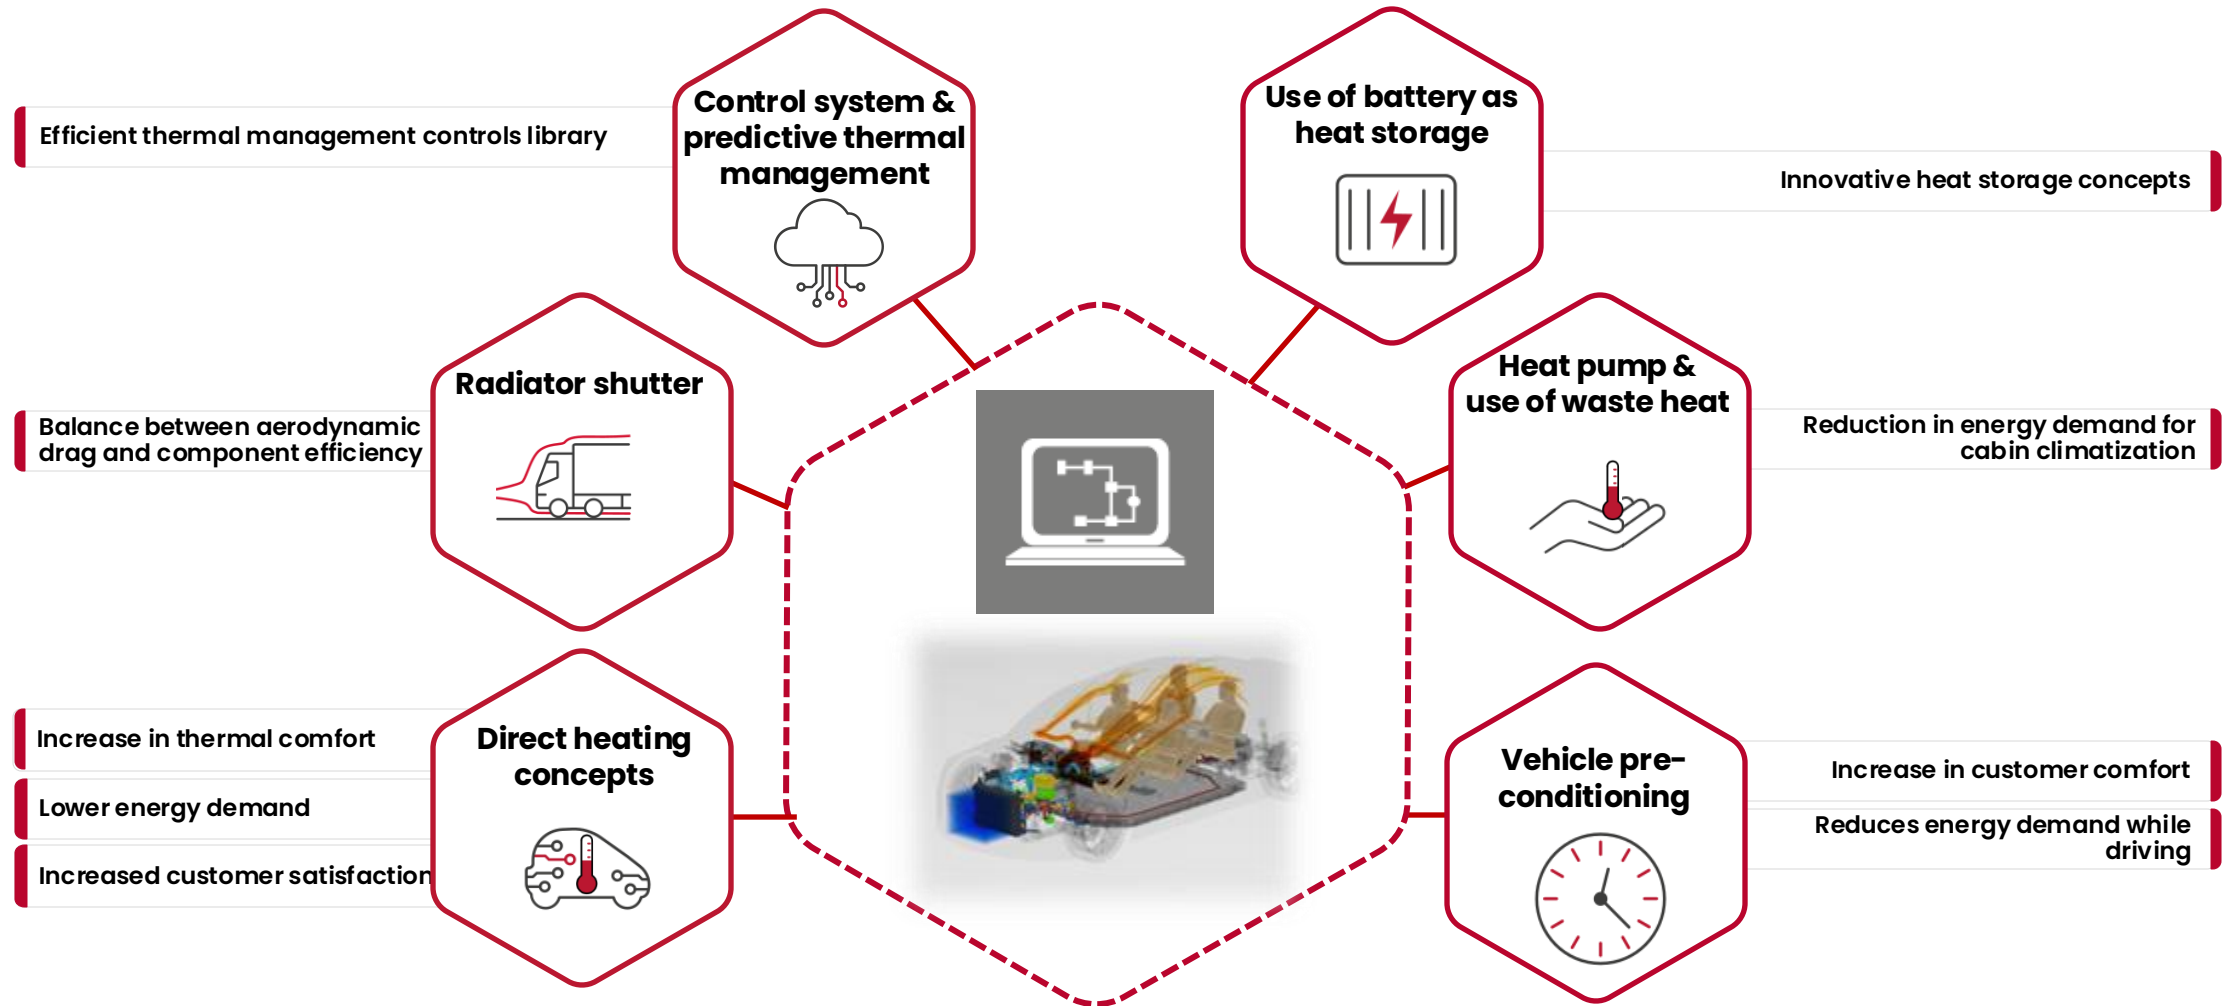 Control system &
predictive thermal
management
Efficient thermal management controls library
Use of battery as
heat storage
Innovative heat storage concepts
Radiator shutter
Balance between aerodynamic
drag and component efficiency
Heat pump &
use of waste heat
Reduction in energy demand for
cabin climatization
Direct heating
concepts
Increase in thermal comfort
Lower energy demand
Increased customer satisfaction
Vehicle pre-
conditioning
Increase in customer comfort
Reduces energy demand while
driving